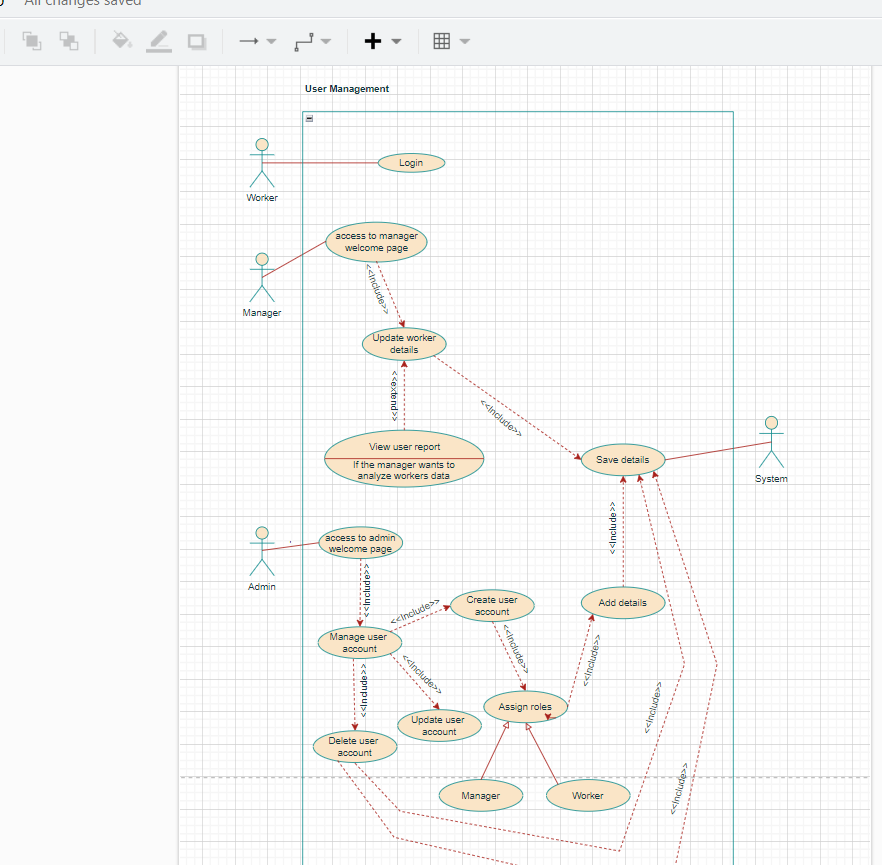 All changes saved
User Management
Login
Worker
access to manager
welcome page
<<Include>>
Manager
Update worker
details
<<extend>>
<<Include>>
View user report
If the manager wants to
analyze workers data
Save details
System
<<Include>>
access to admin
welcome page
Admin
<<Include>>
<<Include>>
Create user
account
Add details
Manage user
account
<<Include>>
<<Include>>
<<Include>>
<<Include>>
Assign roles
<<Include>>
Update user
account
Delete user
account
<<Include>>
Manager
Worker